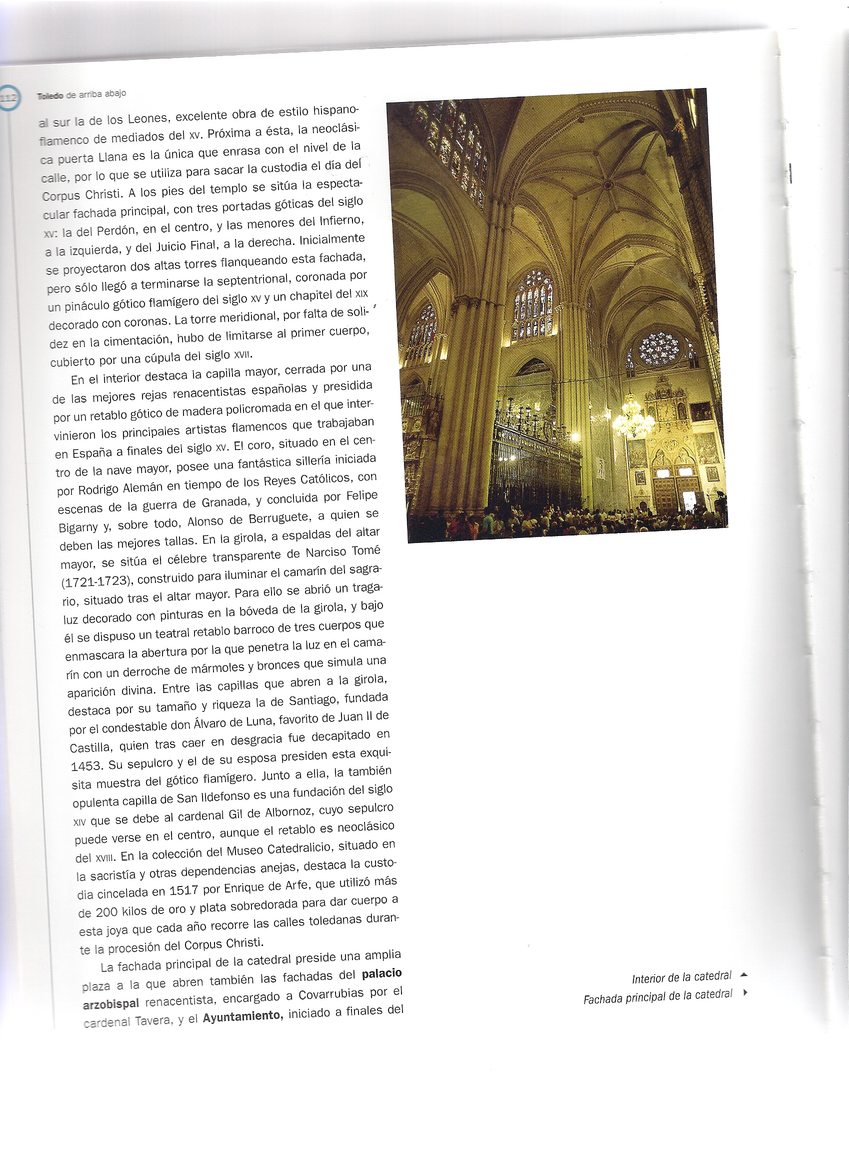 112
Toledo de arriba abajo
al sur la de los Leones, excelente obra de estilo hispano-
flamenco de mediados del XV. Próxima a ésta, la neoclási-
ca puerta Llana es la única que enrasa con el nivel de la
calle, por lo que se utiliza para sacar la custodia el día del
Corpus Christi. A los pies del templo se sitúa la especta-
cular fachada principal, con tres portadas góticas del siglo
XV: la del Perdón, en el centro, y las menores del Infierno,
a la izquierda, y del Juicio Final, a la derecha. Inicialmente
se proyectaron dos altas torres flanqueando esta fachada,
pero sólo llegó a terminarse la septentrional, coronada por
un pináculo gótico flamígero del siglo XV y un chapitel del XIX
decorado con coronas. La torre meridional, por falta de soli-
dez en la cimentación, hubo de limitarse al primer cuerpo,
cubierto por una cúpula del siglo XVII.
En el interior destaca la capilla mayor, cerrada por una
de las mejores rejas renacentistas españolas y presidida
por un retablo gótico de madera policromada en el que inter-
vinieron los principales artistas flamencos que trabajaban
en España a finales del siglo XV. El coro, situado en el cen-
tro de la nave mayor, posee una fantástica sillería iniciada
por Rodrigo Alemán en tiempo de los Reyes Católicos, con
escenas de la guerra de Granada, y concluida por Felipe
Bigarny y, sobre todo, Alonso de Berruguete, a quien se
deben las mejores tallas. En la girola, a espaldas del altar
mayor, se sitúa el célebre transparente de Narciso Tomé
(1721-1723), construido para iluminar el camarín del sagra-
rio, situado tras el altar mayor. Para ello se abrió un traga-
luz decorado con pinturas en la bóveda de la girola, y bajo
él se dispuso un teatral retablo barroco de tres cuerpos que
enmascara la abertura por la que penetra la luz en el cama-
rín con un derroche de mármoles y bronces que simula una
aparición divina. Entre las capillas que abren a la girola,
destaca por su tamaño y riqueza la de Santiago, fundada
por el condestable don Álvaro de Luna, favorito de Juan II de
Castilla, quien tras caer en desgracia fue decapitado en
1453. Su sepulcro y el de su esposa presiden esta exqui-
sita muestra del gótico flamígero. Junto a ella, la también
opulenta capilla de San Ildefonso es una fundación del siglo
XIV que se debe al cardenal Gil de Albornoz, cuyo sepulcro
puede verse en el centro, aunque el retablo es neoclásico
del XVIII. En la colección del Museo Catedralicio, situado en
la sacristía y otras dependencias anejas, destaca la custo-
dia cincelada en 1517 por Enrique de Arfe, que utilizó más
de 200 kilos de oro y plata sobredorada para dar cuerpo a
esta joya que cada año recorre las calles toledanas duran-
te la procesión del Corpus Christi.
La fachada principal de la catedral preside una amplia
plaza a la que abren también las fachadas del palacio
arzobispal renacentista, encargado a Covarrubias por el
cardenal Tavera, y el Ayuntamiento, iniciado a finales del
Interior de la catedral
Fachada principal de la catedral